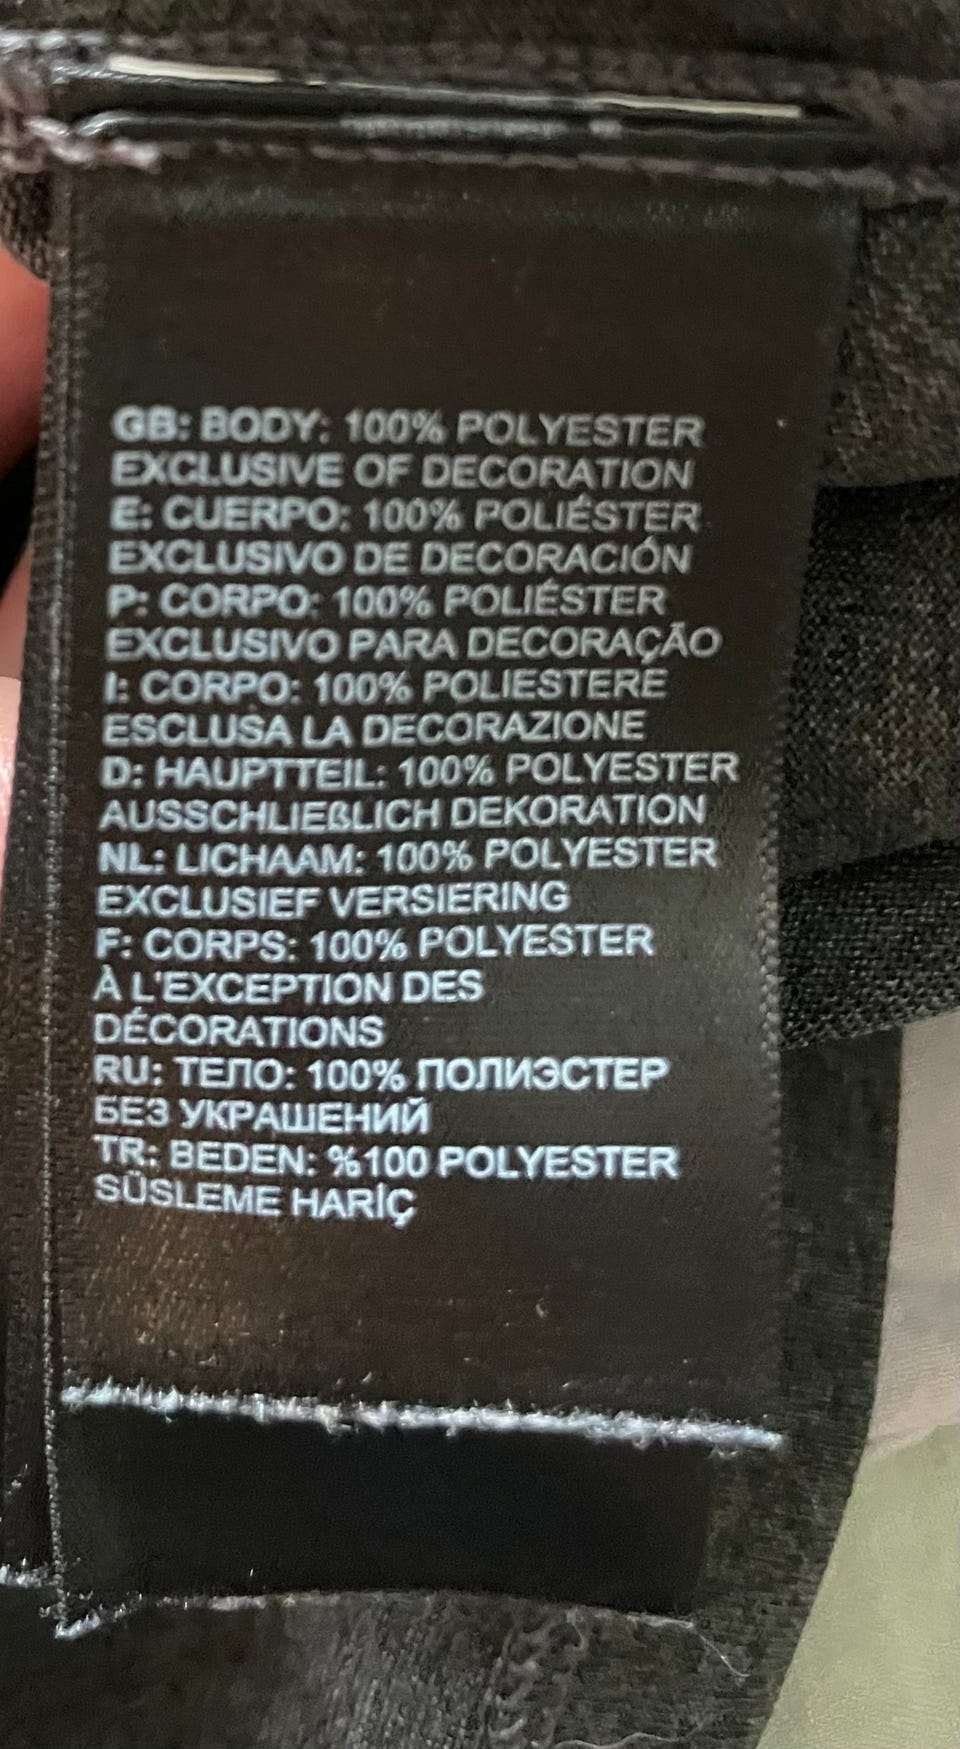 GB: BODY: 100% POLYESTER
EXCLUSIVE OF DECORATION
E: CUERPO: 100% POLIÉSTER
EXCLUSIVO DE DECORACIÓN
P: CORPO: 100% POLIÉSTER
EXCLUSIVO PARA DECORAÇÃO
I: CORPO: 100% POLIESTERE
ESCLUSA LA DECORAZIONE
D: HAUPTTEIL: 100% POLYESTER
AUSSCHLIEßLICH DEKORATION
NL: LICHAAM: 100% POLYESTER
EXCLUSIEF VERSIERING
F: CORPS: 100% POLYESTER
À L'EXCEPTION DES
DÉCORATIONS
RU: ТЕЛО: 100% ПОЛИЭСТЕР
БЕЗ УКРАШЕНИЙ
TR: BEDEN: %100 POLYESTER
SÜSLEME HARİÇ